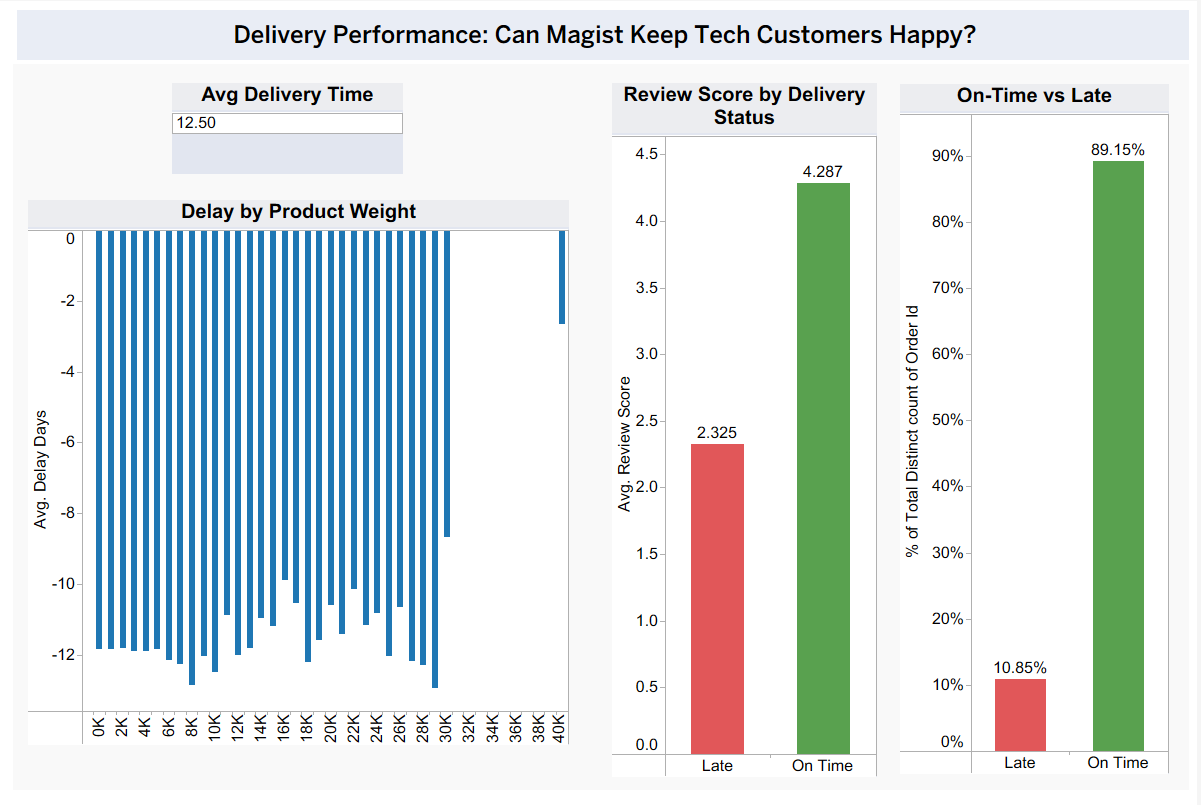 Delivery Performance: Can Magist Keep Tech Customers Happy?
Avg Delivery Time
12.50
Delay by Product Weight
Avg. Delay Days
0
-2
-4
-6
-8
-10
-12
0K
2K
4K
6K
8K
10K
12K
14K
16K
18K
20K
22K
24K
26K
28K
30K
32K
34K
36K
38K
40K
Review Score by Delivery
Status
Avg. Review Score
4.5
4.0
3.5
3.0
2.5
2.0
1.5
1.0
0.5
0.0
2.325
4.287
Late
On Time
On-Time vs Late
% of Total Distinct count of Order Id
90%
80%
70%
60%
50%
40%
30%
20%
10%
0%
10.85%
89.15%
Late
On Time